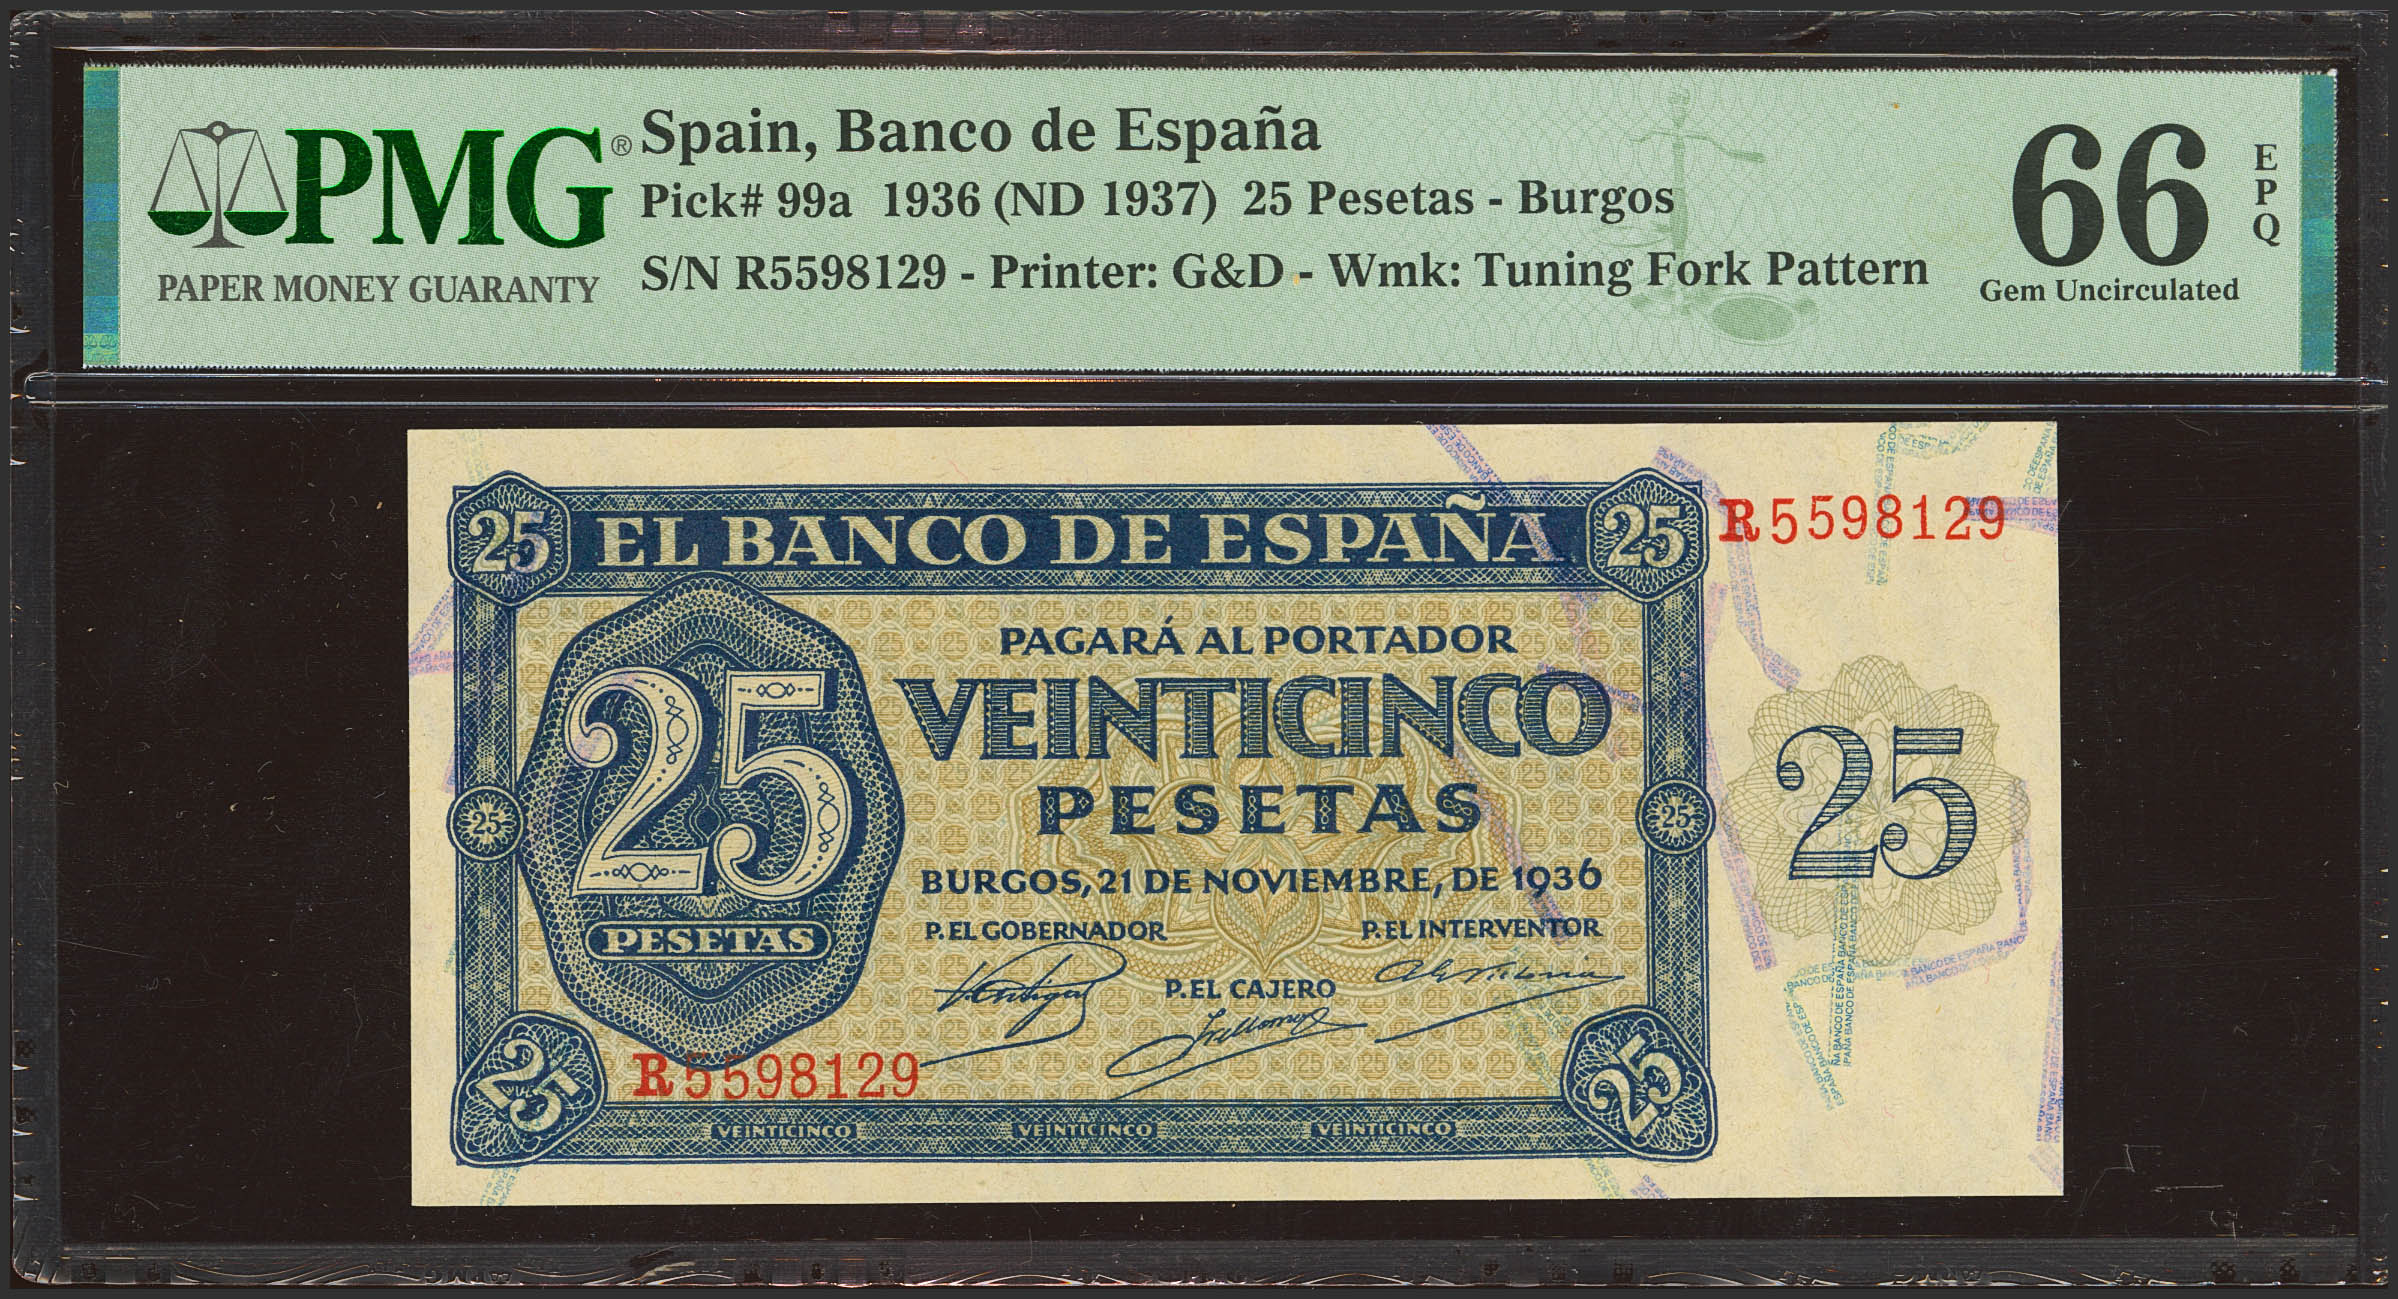 PMG®
PAPER MONEY GUARANTY
Spain, Banco de España
Pick# 99a 1936 (ND 1937) 25 Pesetas - Burgos
S/N R5598129 - Printer: G&D - Wmk: Tuning Fork Pattern
66
EPQ
Gem Uncirculated
25
EL BANCO DE ESPAÑA
25
R5598129
PAGARÁ AL PORTADOR
25
VEINTICINCO
25
PESETAS
25
25
BURGOS, 21 DE NOVIEMBRE, DE 1936
PESETAS
P. EL GOBERNADOR
P. EL INTERVENTOR
P. EL CAJERO
R5598129
25
25
VEINTICINCO
VEINTICINCO
VEINTICINCO